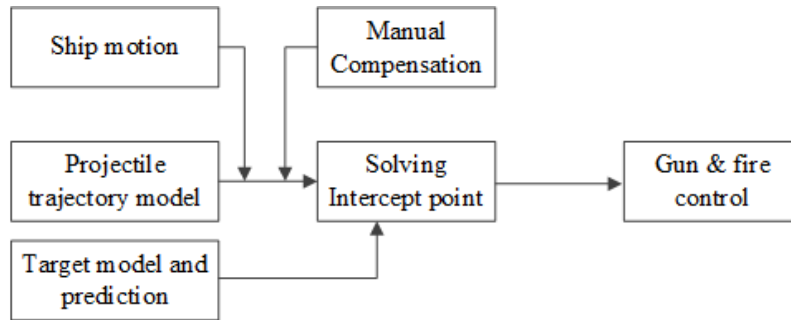 Ship motion
Manual
Compensation
Projectile
trajectory model
Solving
Intercept point
Gun & fire
control
Target model and
prediction